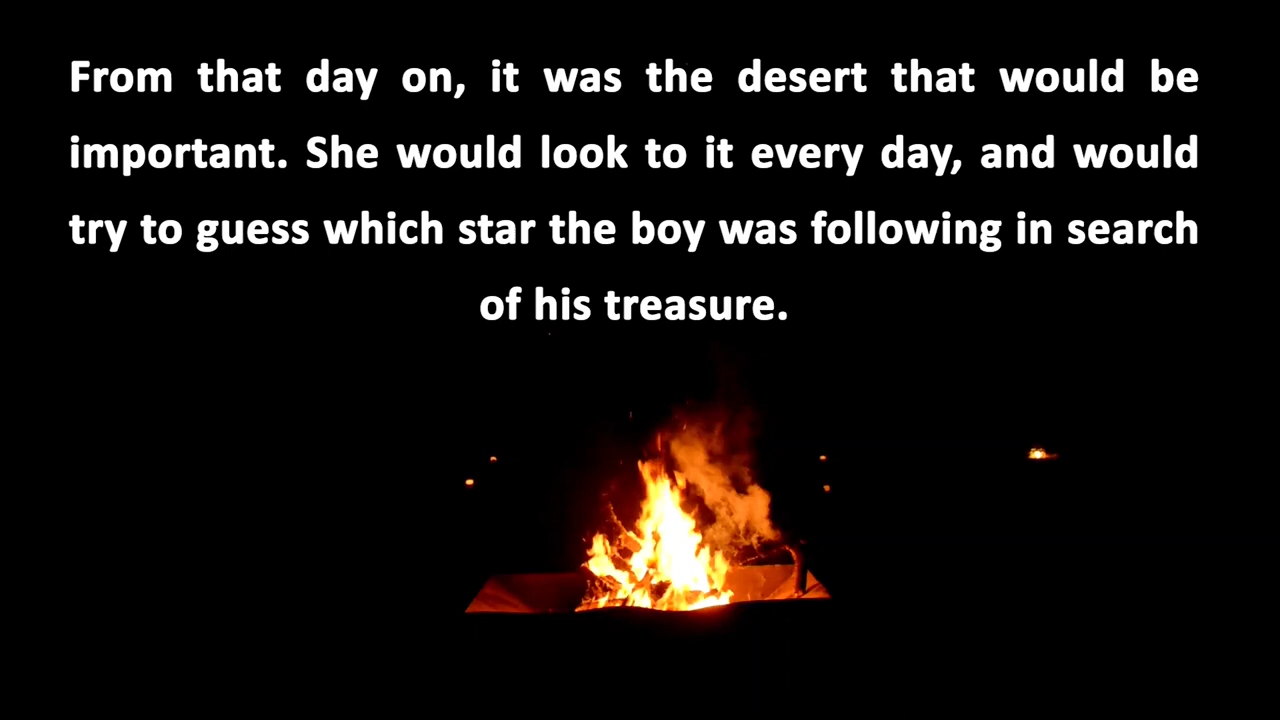 From that day on, it was the desert that would be
important. She would look to it every day, and would
try to guess which star the boy was following in search
of his treasure.